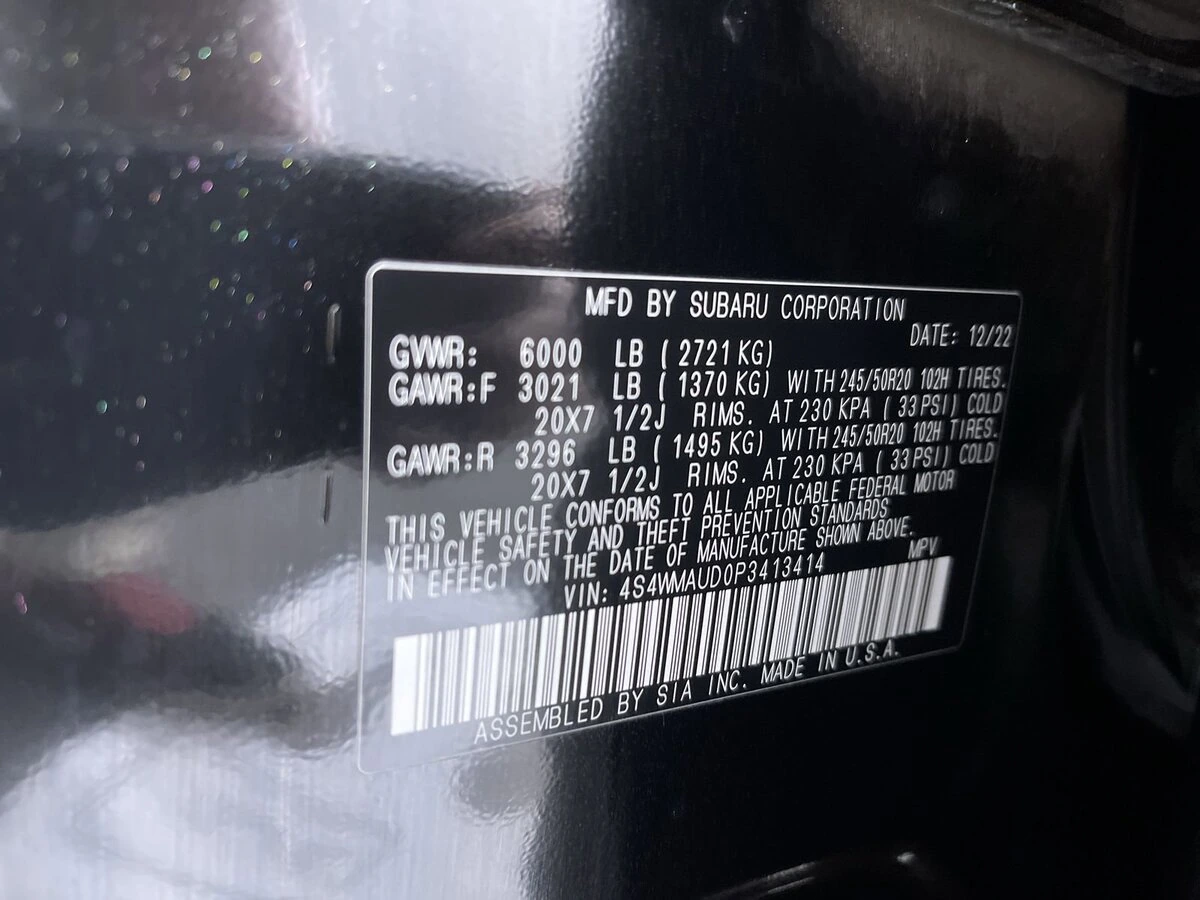 MFD BY SUBARU CORPORATION
DATE: 12/22
GVWR: 6000 LB ( 2721 KG)
GAWR:F 3021 LB ( 1370 KG) WITH 245/50R20 102H TIRES.
20X7 1/2J RIMS. AT 230 KPA ( 33 PSI) COLD
GAWR:R 3296 LB ( 1495 KG) WITH 245/50R20 102H TIRES.
20X7 1/2J RIMS. AT 230 KPA ( 33 PSI) COLD
THIS VEHICLE CONFORMS TO ALL APPLICABLE FEDERAL MOTOR
VEHICLE SAFETY AND THEFT PREVENTION STANDARDS
IN EFFECT ON THE DATE OF MANUFACTURE SHOWN ABOVE.
VIN: 4S4WMAUD0P3413414 MPV
ASSEMBLED BY SIA INC. MADE IN U.S.A.